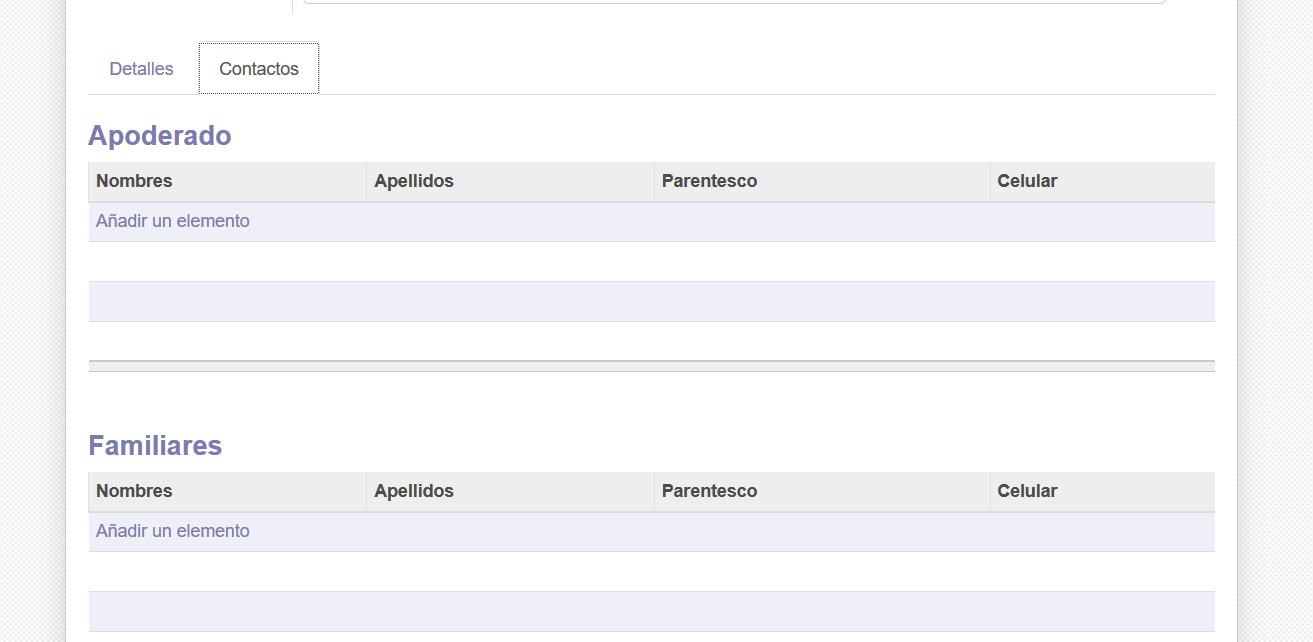 Detalles Contactos
Apoderado
Nombres Apellidos Parentesco Celular
Añadir un elemento
Familiares
Nombres Apellidos Parentesco Celular
Añadir un elemento